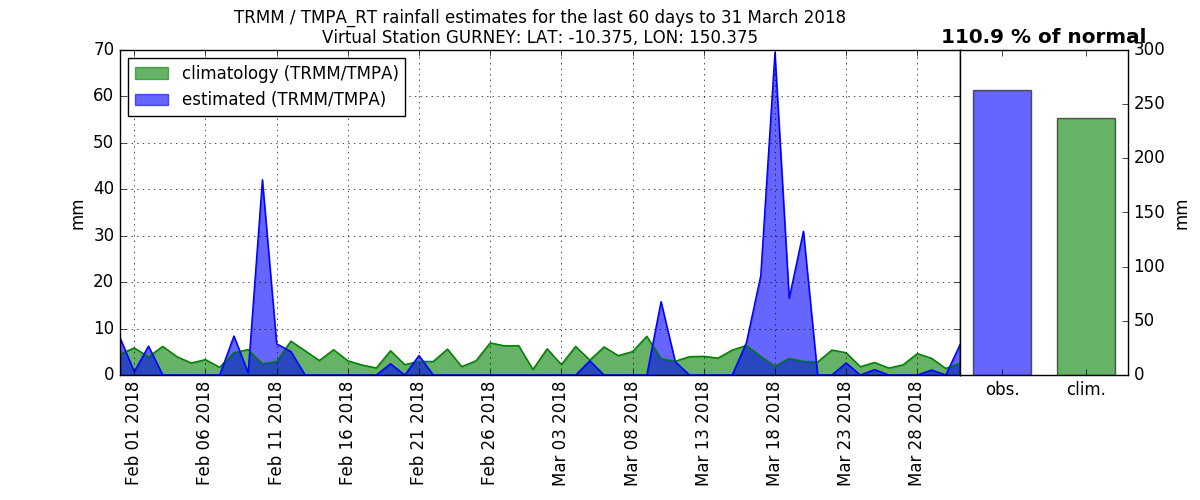 TRMM / TMPA_RT rainfall estimates for the last 60 days to 31 March 2018
Virtual Station GURNEY: LAT: -10.375, LON: 150.375
110.9 % of normal
climatology (TRMM/TMPA)
estimated (TRMM/TMPA)
70
60
50
40
30
20
10
0
mm
300
250
200
150
100
50
0
mm
Feb 01 2018
Feb 06 2018
Feb 11 2018
Feb 16 2018
Feb 21 2018
Feb 26 2018
Mar 03 2018
Mar 08 2018
Mar 13 2018
Mar 18 2018
Mar 23 2018
Mar 28 2018
obs.
clim.